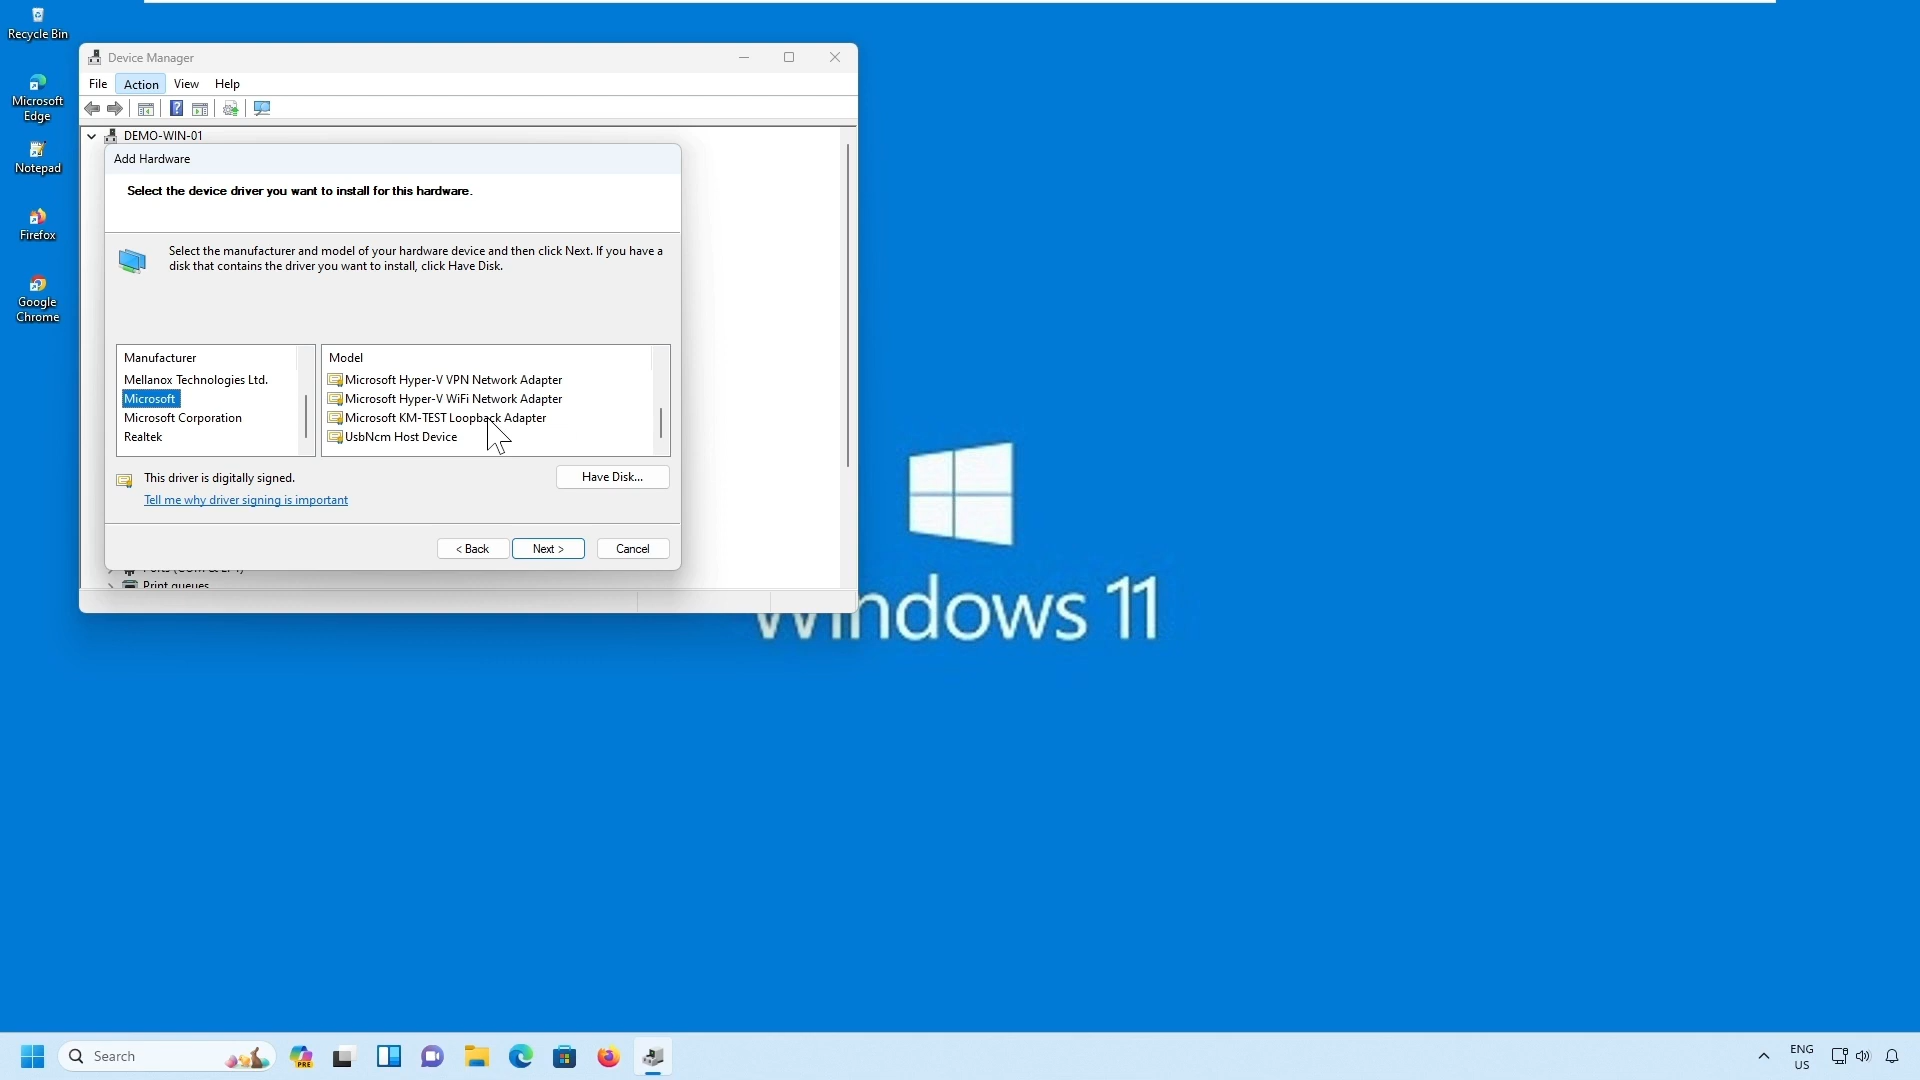 Recycle Bin
Microsoft
Edge
Notepad
Firefox
Google
Chrome
Device Manager
File Action View Help
DEMO-WIN-01
Add Hardware
Select the device driver you want to install for this hardware.
Select the manufacturer and model of your hardware device and then click Next. If you have a
disk that contains the driver you want to install, click Have Disk.
Manufacturer
Mellanox Technologies Ltd.
Microsoft
Microsoft Corporation
Realtek
Model
Microsoft Hyper-V VPN Network Adapter
Microsoft Hyper-V WiFi Network Adapter
Microsoft KM-TEST Loopback Adapter
UsbNcm Host Device
This driver is digitally signed.
Have Disk...
Tell me why driver signing is important
< Back Next > Cancel
Ports (COM & LPT)
Print queues
Windows 11
Search
PRE
ENG
US